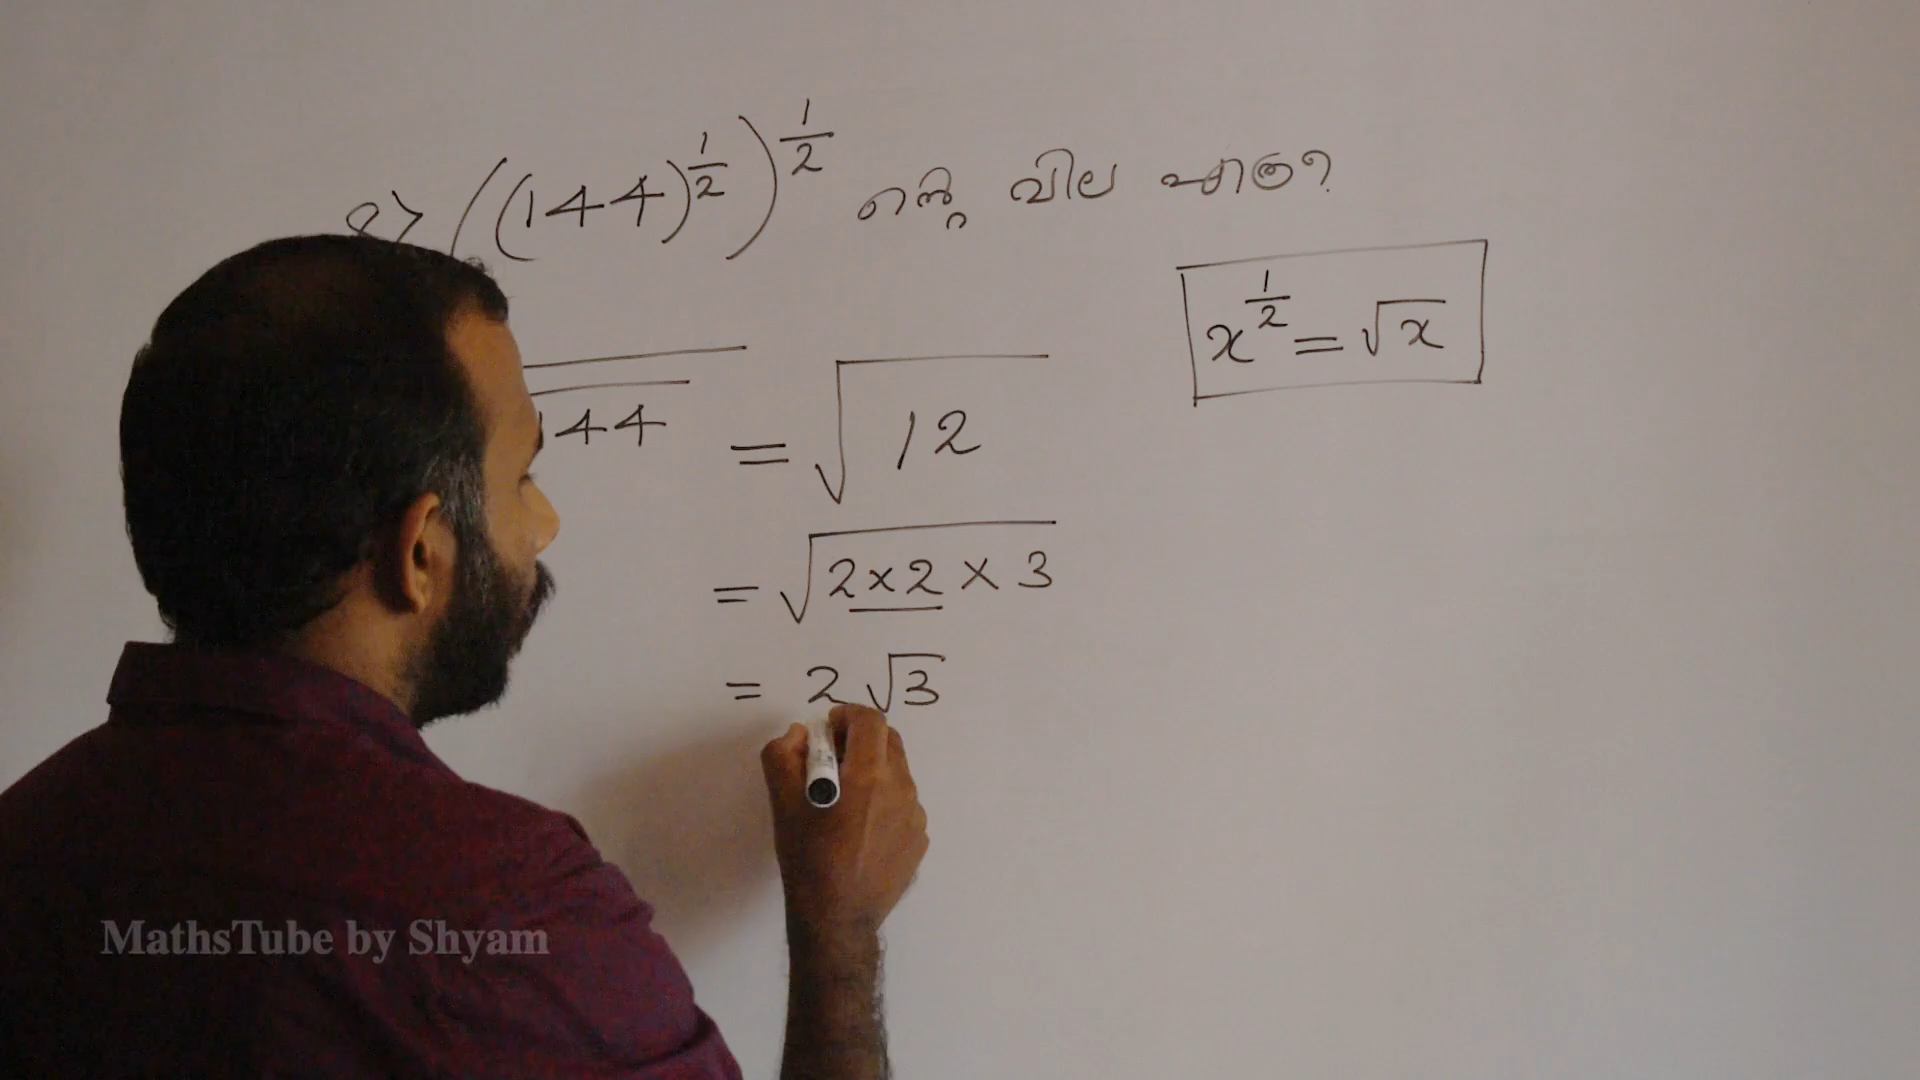 ((144)^{1/2})^{1/2} ന്റെ വില എത്ര?
x^{1/2} = √x
144 = √12
= √(2×2×3)
= 2√3
MathsTube by Shyam